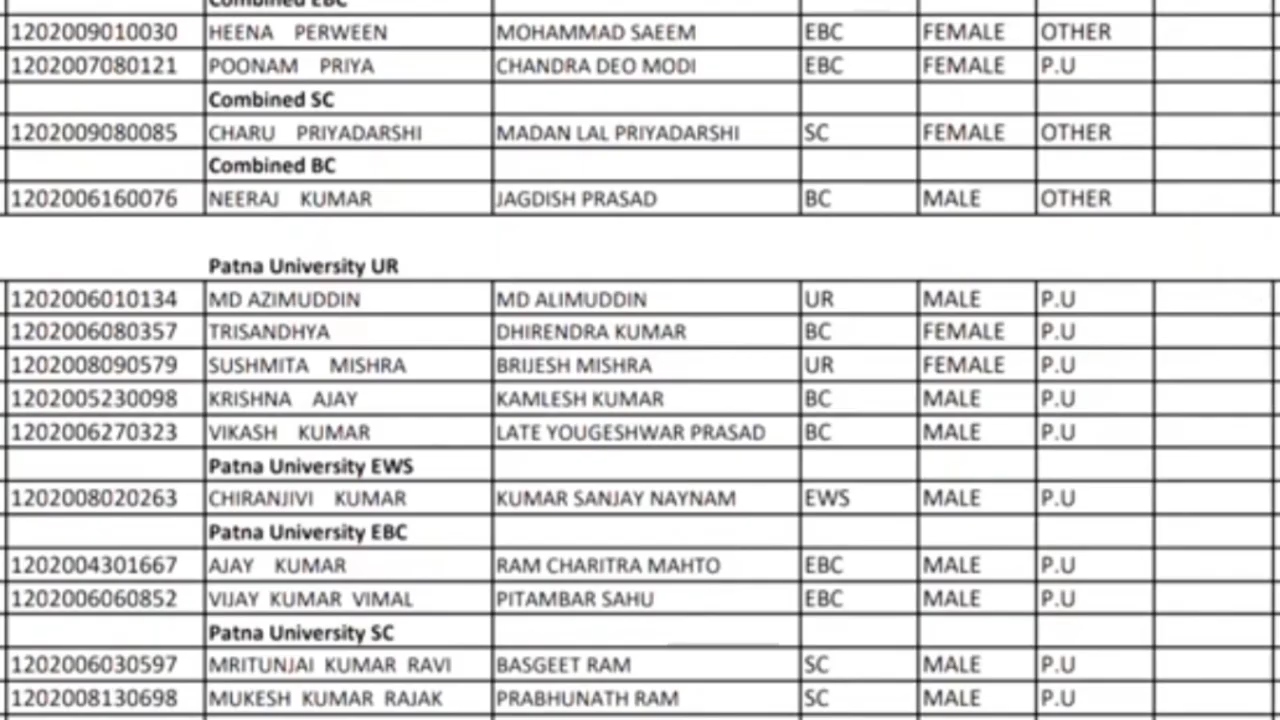 Combined EBC
1202009010030 HEENA PERWEEN MOHAMMAD SAEEM EBC FEMALE OTHER
1202007080121 POONAM PRIYA CHANDRA DEO MODI EBC FEMALE P.U
Combined SC
1202009080085 CHARU PRIYADARSHI MADAN LAL PRIYADARSHI SC FEMALE OTHER
Combined BC
1202006160076 NEERAJ KUMAR JAGDISH PRASAD BC MALE OTHER
Patna University UR
1202006010134 MD AZIMUDDIN MD ALIMUDDIN UR MALE P.U
1202006080357 TRISANDHYA DHIRENDRA KUMAR BC FEMALE P.U
1202008090579 SUSHMITA MISHRA BRIJESH MISHRA UR FEMALE P.U
1202005230098 KRISHNA AJAY KAMLESH KUMAR BC MALE P.U
1202006270323 VIKASH KUMAR LATE YOUGESHWAR PRASAD BC MALE P.U
Patna University EWS
1202008020263 CHIRANJIVI KUMAR KUMAR SANJAY NAYNAM EWS MALE P.U
Patna University EBC
1202004301667 AJAY KUMAR RAM CHARITRA MAHTO EBC MALE P.U
1202006060852 VIJAY KUMAR VIMAL PITAMBAR SAHU EBC MALE P.U
Patna University SC
1202006030597 MRITUNJAI KUMAR RAVI BASGEET RAM SC MALE P.U
1202008130698 MUKESH KUMAR RAJAK PRABHUNATH RAM SC MALE P.U